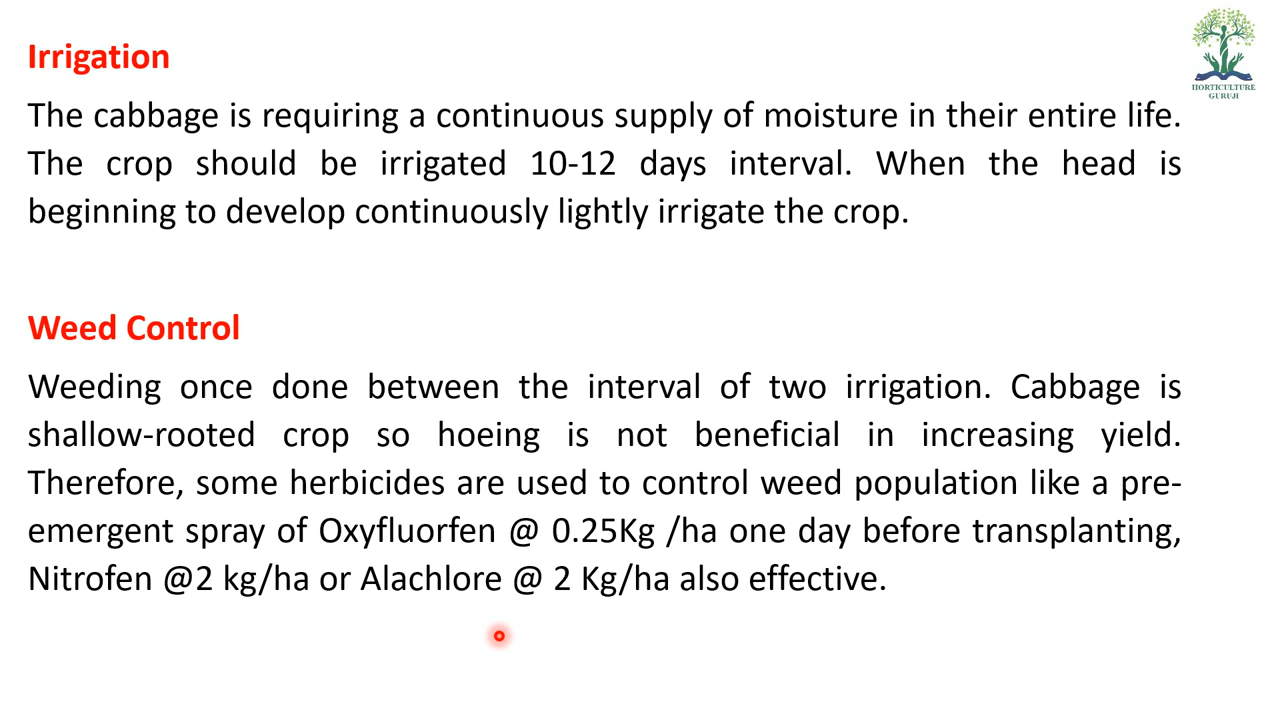 HORTICULTURE
GURUJI
Irrigation
The cabbage is requiring a continuous supply of moisture in their entire life.
The crop should be irrigated 10-12 days interval. When the head is
beginning to develop continuously lightly irrigate the crop.
Weed Control
Weeding once done between the interval of two irrigation. Cabbage is
shallow-rooted crop so hoeing is not beneficial in increasing yield.
Therefore, some herbicides are used to control weed population like a pre-
emergent spray of Oxyfluorfen @ 0.25Kg /ha one day before transplanting,
Nitrofen @2 kg/ha or Alachlore @ 2 Kg/ha also effective.